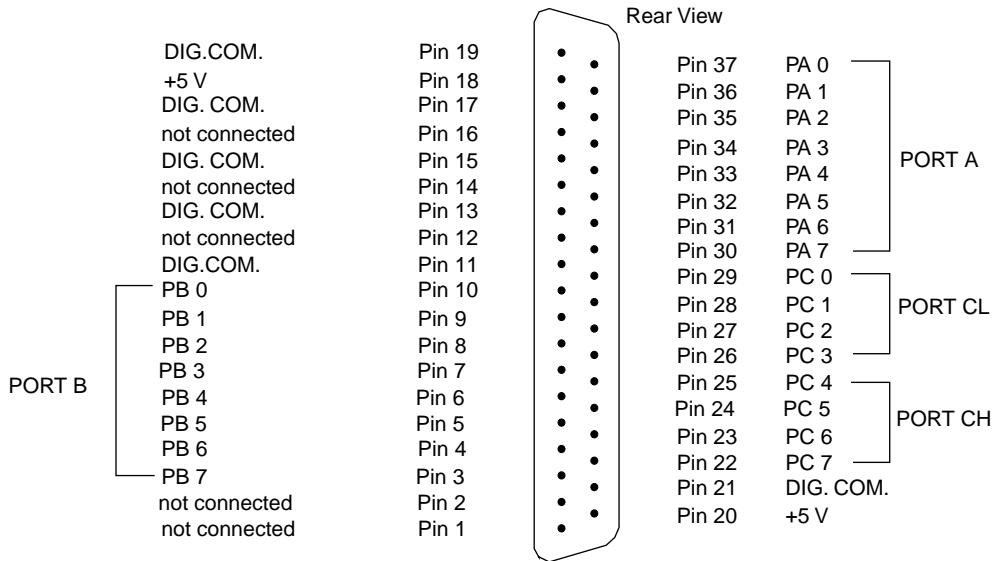 Rear View
DIG.COM. Pin 19
+5 V Pin 18
DIG. COM. Pin 17
not connected Pin 16
DIG. COM. Pin 15
not connected Pin 14
DIG. COM. Pin 13
not connected Pin 12
DIG.COM. Pin 11
PB 0 Pin 10
PB 1 Pin 9
PB 2 Pin 8
PB 3 Pin 7
PB 4 Pin 6
PB 5 Pin 5
PB 6 Pin 4
PB 7 Pin 3
not connected Pin 2
not connected Pin 1
PORT B
Pin 37 PA 0
Pin 36 PA 1
Pin 35 PA 2
Pin 34 PA 3
Pin 33 PA 4
Pin 32 PA 5
Pin 31 PA 6
Pin 30 PA 7
Pin 29 PC 0
Pin 28 PC 1
Pin 27 PC 2
Pin 26 PC 3
Pin 25 PC 4
Pin 24 PC 5
Pin 23 PC 6
Pin 22 PC 7
Pin 21 DIG. COM.
Pin 20 +5 V
PORT A
PORT CL
PORT CH